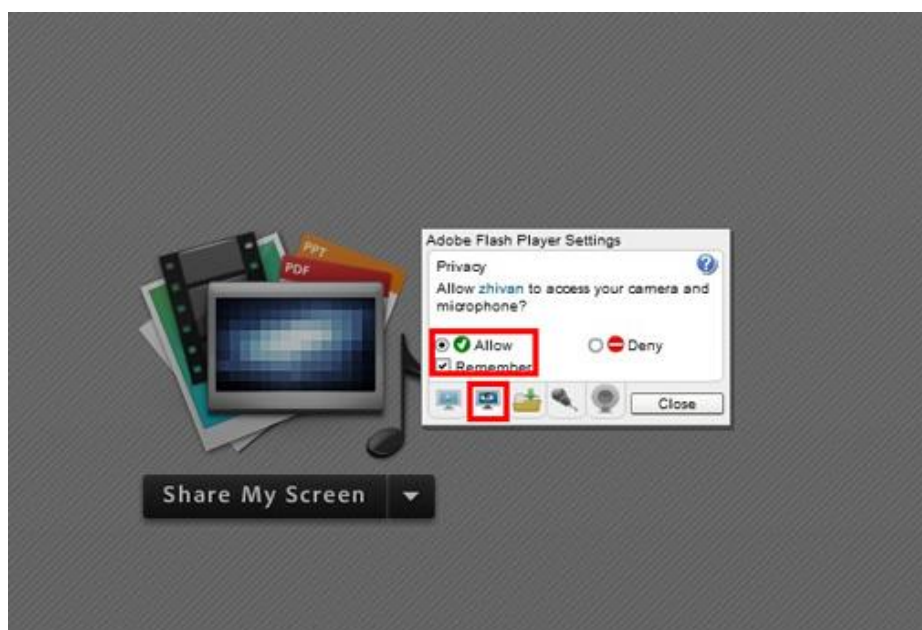 PPT
PDF
Adobe Flash Player Settings
Privacy
Allow zhivan to access your camera and
microphone?
Allow
Deny
Remember
Close
Share My Screen